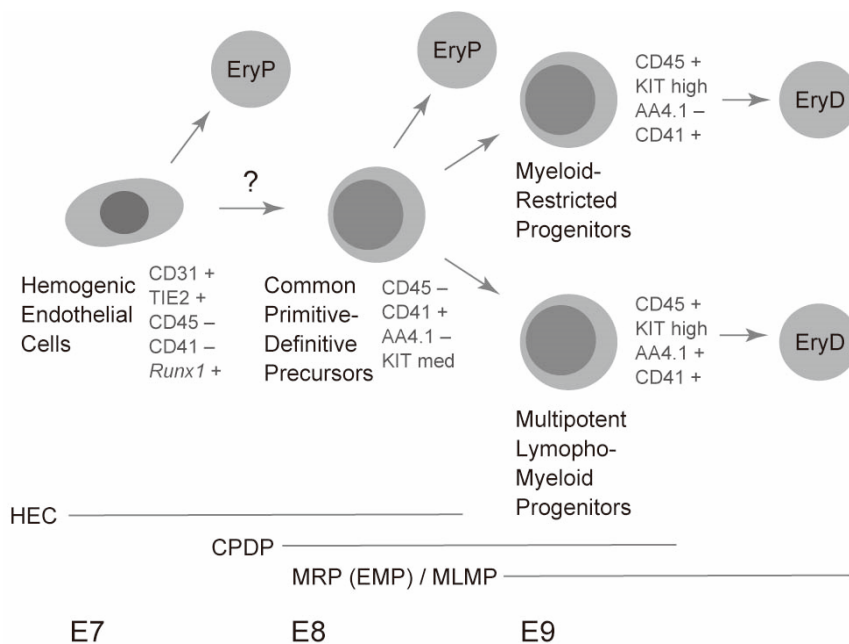 EryP
EryP
EryD
CD45 +
KIT high
AA4.1 –
CD41 +
Myeloid-
Restricted
Progenitors
?
Hemogenic
Endothelial
Cells
CD31 +
TIE2 +
CD45 –
CD41 –
Runx1 +
Common
Primitive-
Definitive
Precursors
CD45 –
CD41 +
AA4.1 –
KIT med
CD45 +
KIT high
AA4.1 +
CD41 +
EryD
Multipotent
Lymopho-
Myeloid
Progenitors
HEC
CPDP
MRP (EMP) / MLMP
E7
E8
E9